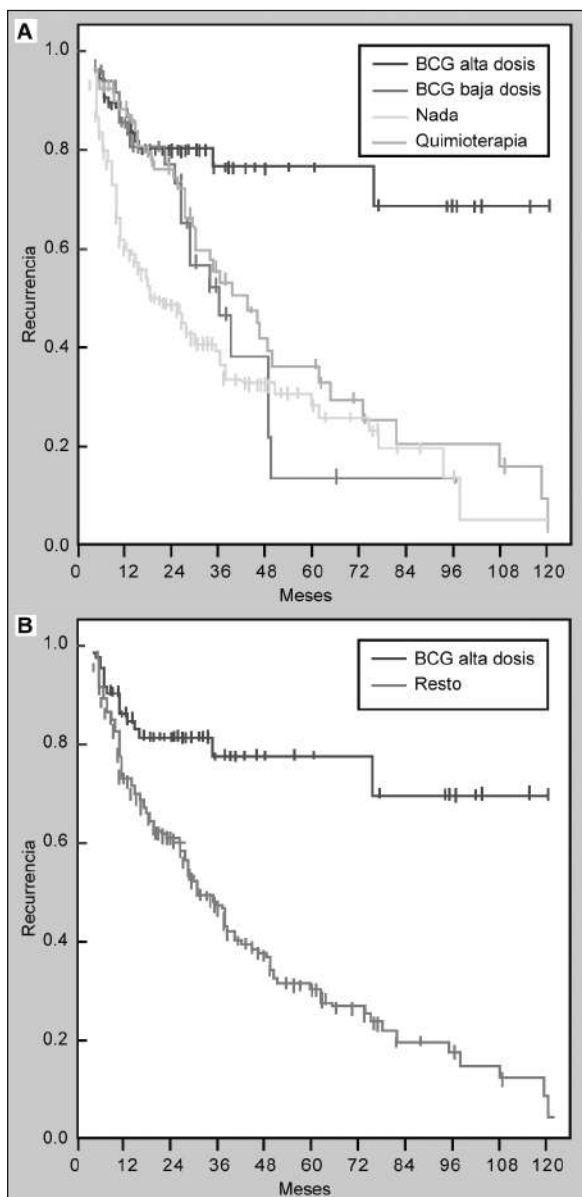 A
1.0
0.8
0.6
0.4
0.2
0.0
Recurrencia
BCG alta dosis
BCG baja dosis
Nada
Quimioterapia
0 12 24 36 48 60 72 84 96 108 120
Meses
B
1.0
0.8
0.6
0.4
0.2
0.0
Recurrencia
BCG alta dosis
Resto
0 12 24 36 48 60 72 84 96 108 120
Meses